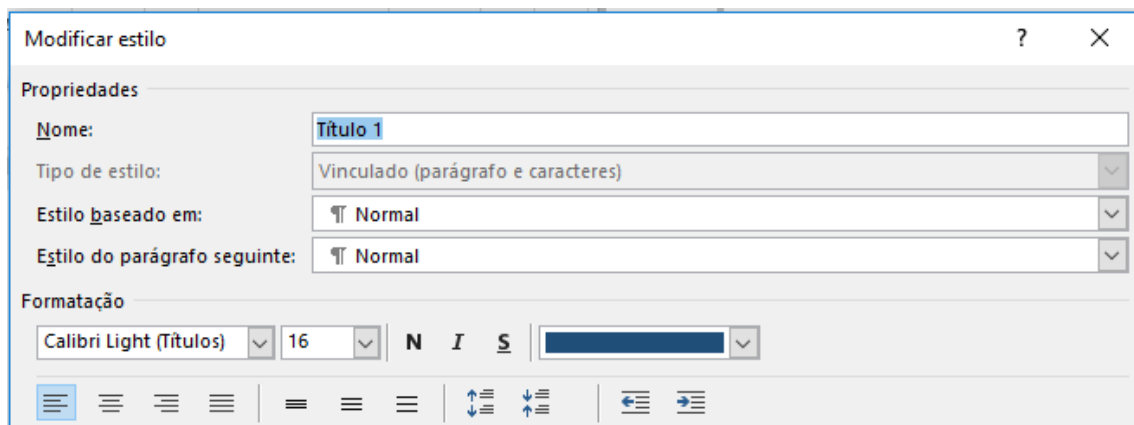 Modificar estilo ?
Propriedades
Nome: Título 1
Tipo de estilo: Vinculado (parágrafo e caracteres)
Estilo baseado em: ¶ Normal
Estilo do parágrafo seguinte: ¶ Normal
Formatação
Calibri Light (Títulos) 16 N I S